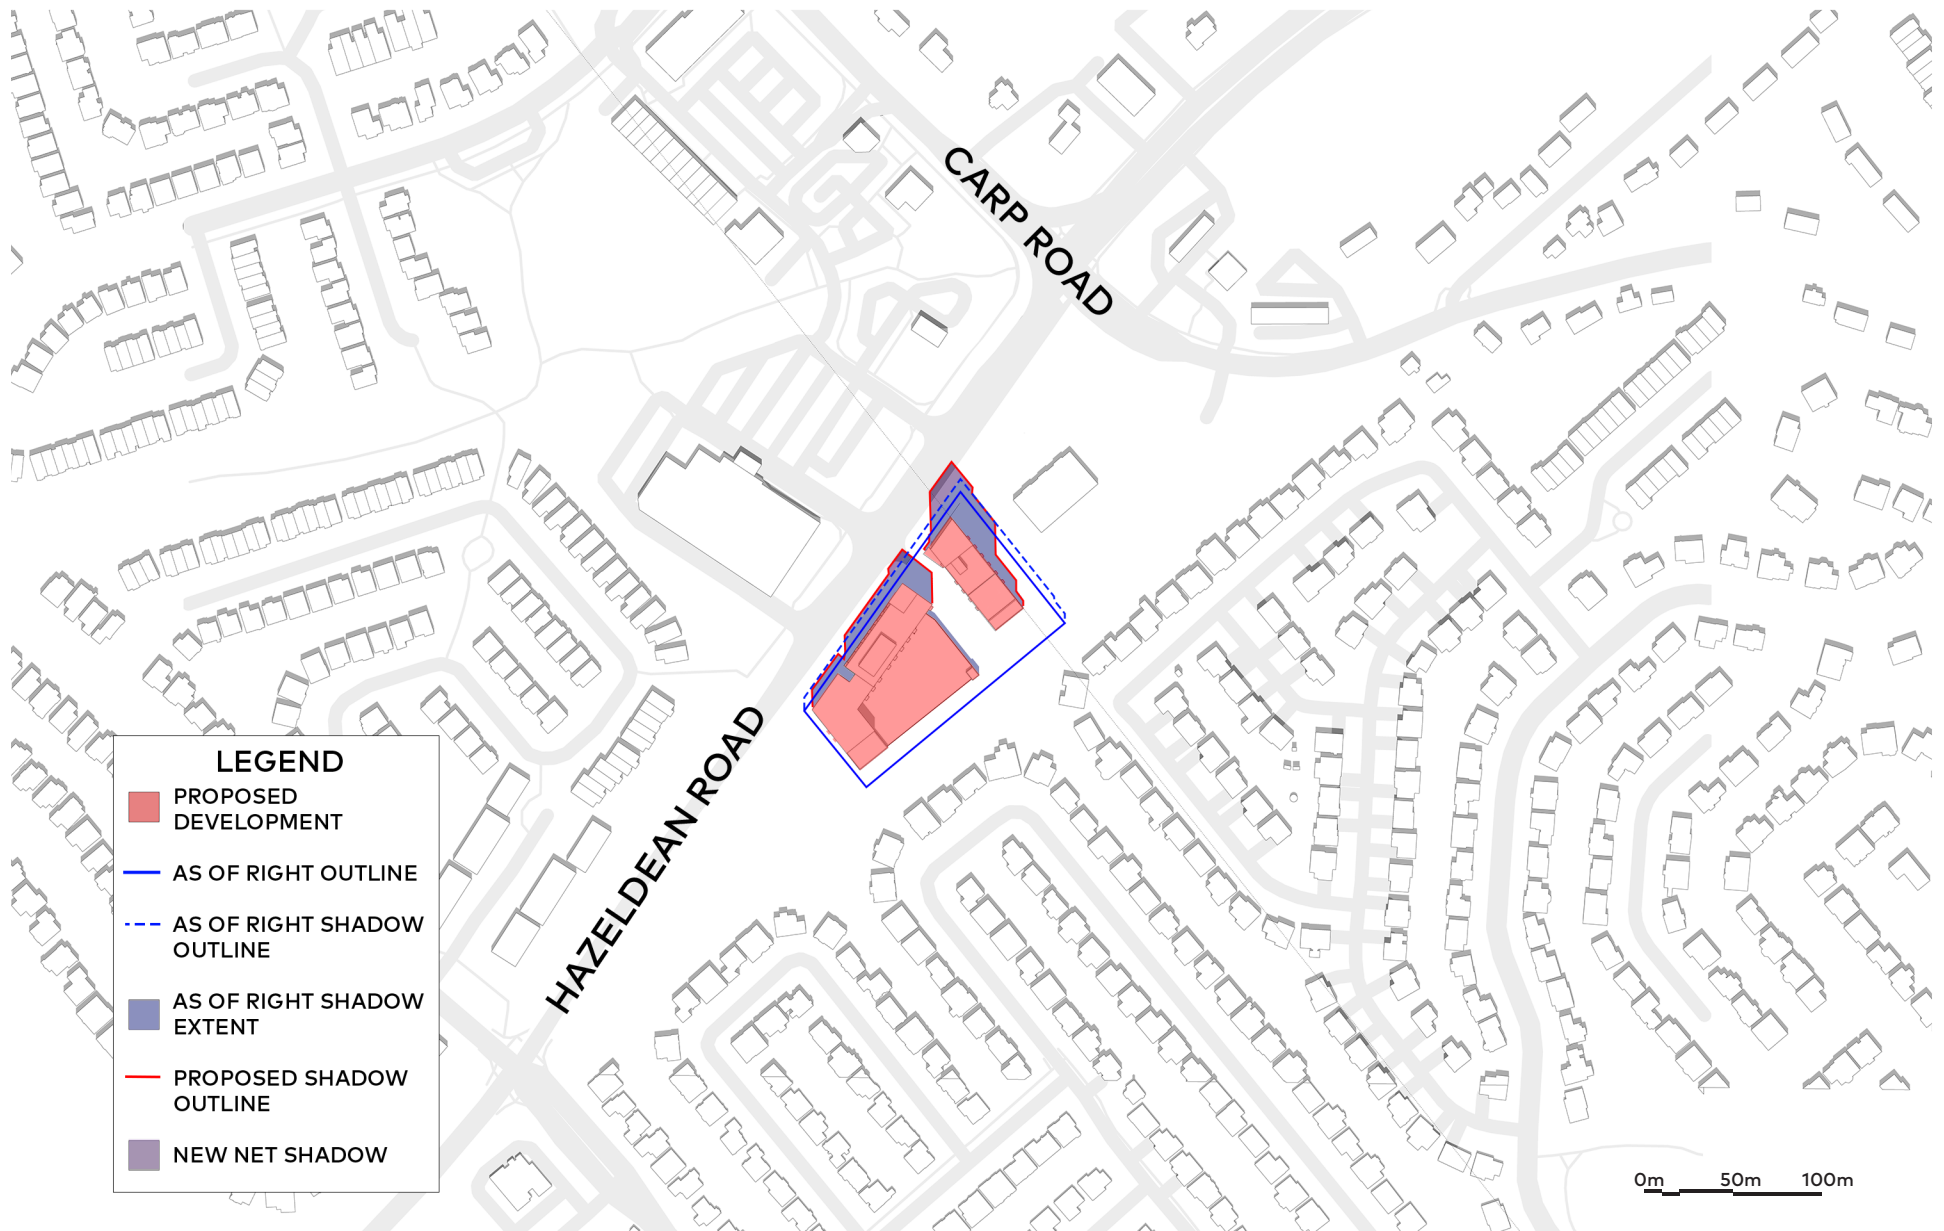 CARP ROAD
HAZELDEAN ROAD
LEGEND
PROPOSED
DEVELOPMENT
AS OF RIGHT OUTLINE
AS OF RIGHT SHADOW
OUTLINE
AS OF RIGHT SHADOW
EXTENT
PROPOSED SHADOW
OUTLINE
NEW NET SHADOW
0m 50m 100m